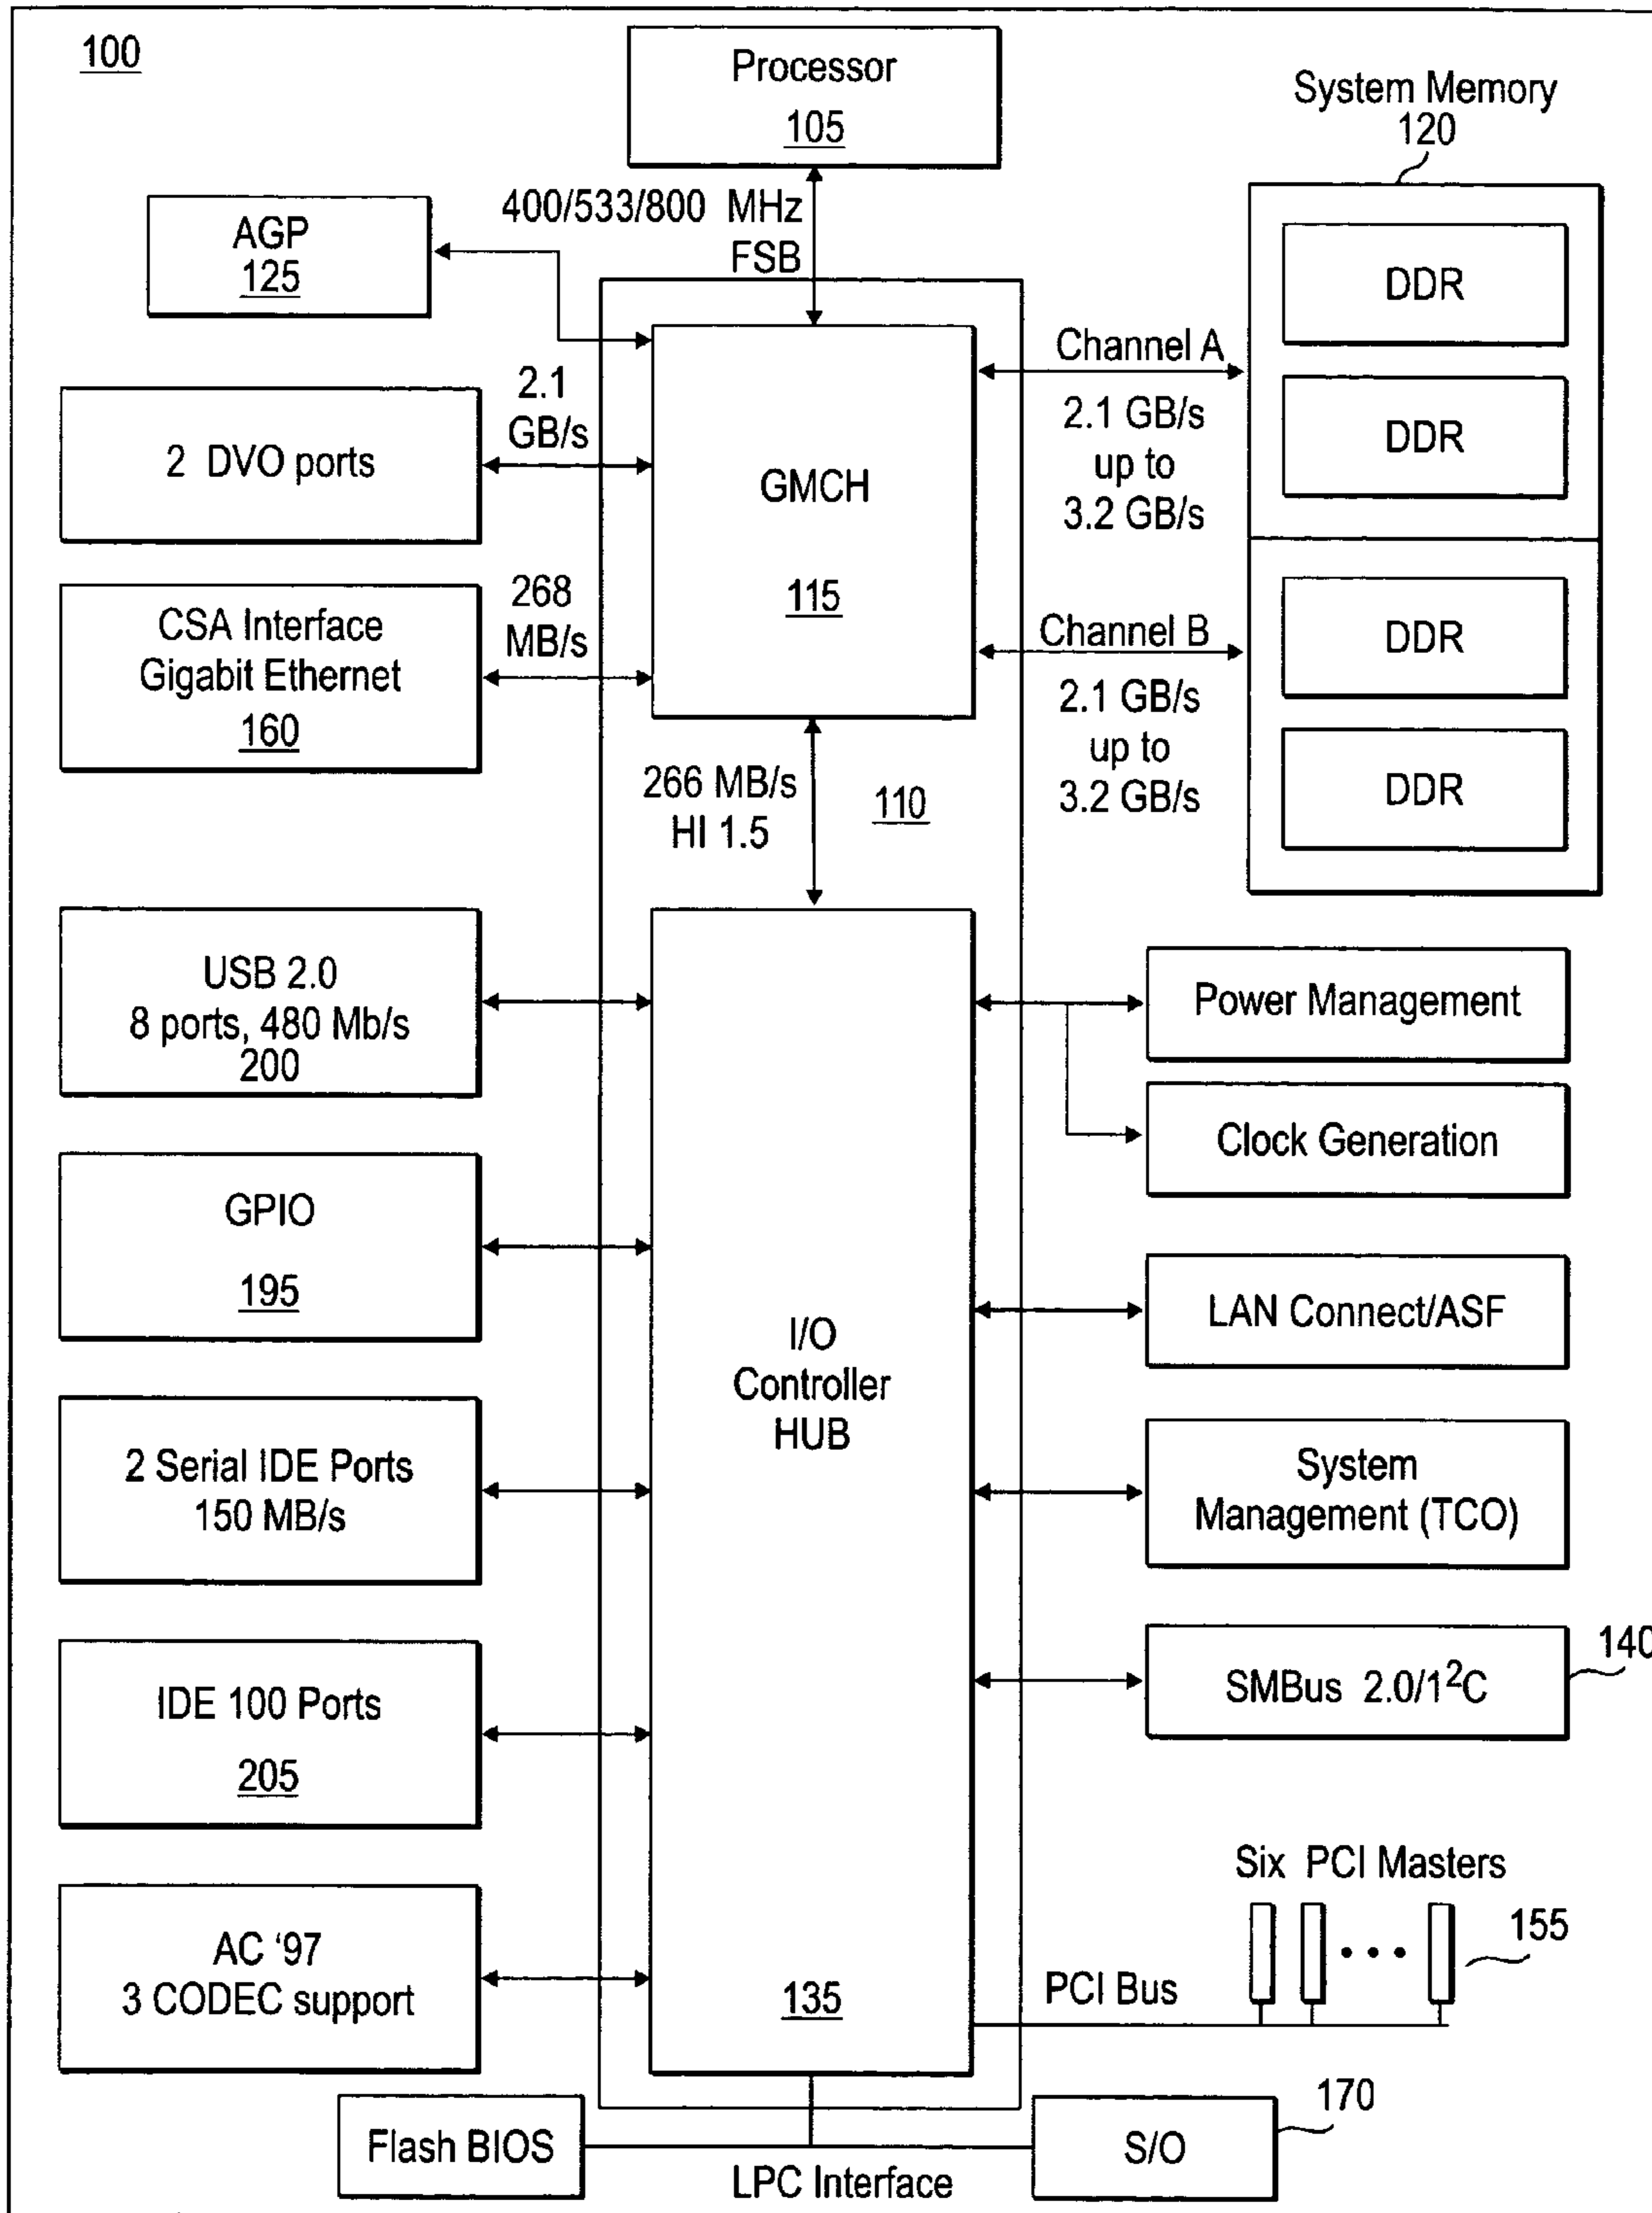 100
Processor
105
System Memory
120
400/533/800 MHz
FSB
AGP
125
DDR
DDR
DDR
DDR
Channel A
2.1 GB/s
up to
3.2 GB/s
2.1
GB/s
2 DVO ports
GMCH
115
268
MB/s
CSA Interface
Gigabit Ethernet
160
Channel B
2.1 GB/s
up to
3.2 GB/s
266 MB/s
HI 1.5
110
USB 2.0
8 ports, 480 Mb/s
200
Power Management
Clock Generation
GPIO
195
LAN Connect/ASF
I/O
Controller
HUB
135
2 Serial IDE Ports
150 MB/s
System
Management (TCO)
IDE 100 Ports
205
SMBus 2.0/1²C
140
Six PCI Masters
155
PCI Bus
AC ‘97
3 CODEC support
Flash BIOS
LPC Interface
S/O
170